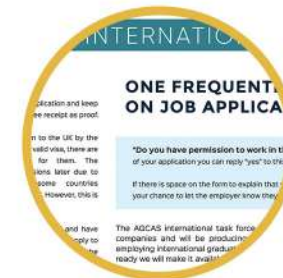 INTERNATIO
ONE FREQUENT
ON JOB APPLICA
plication and keep
ee receipt as proof.
n to the UK by the
valid visa, there are
for them. The
ions later due to
some countries
However, this is
and have
pply to
"Do you have permission to work in th
of your application you can reply "yes" to this
If there is space on the form to explain that
your chance to let the employer know they
The AGCAS international task force
companies and will be producing
employing international gradua
ready we will make it availa